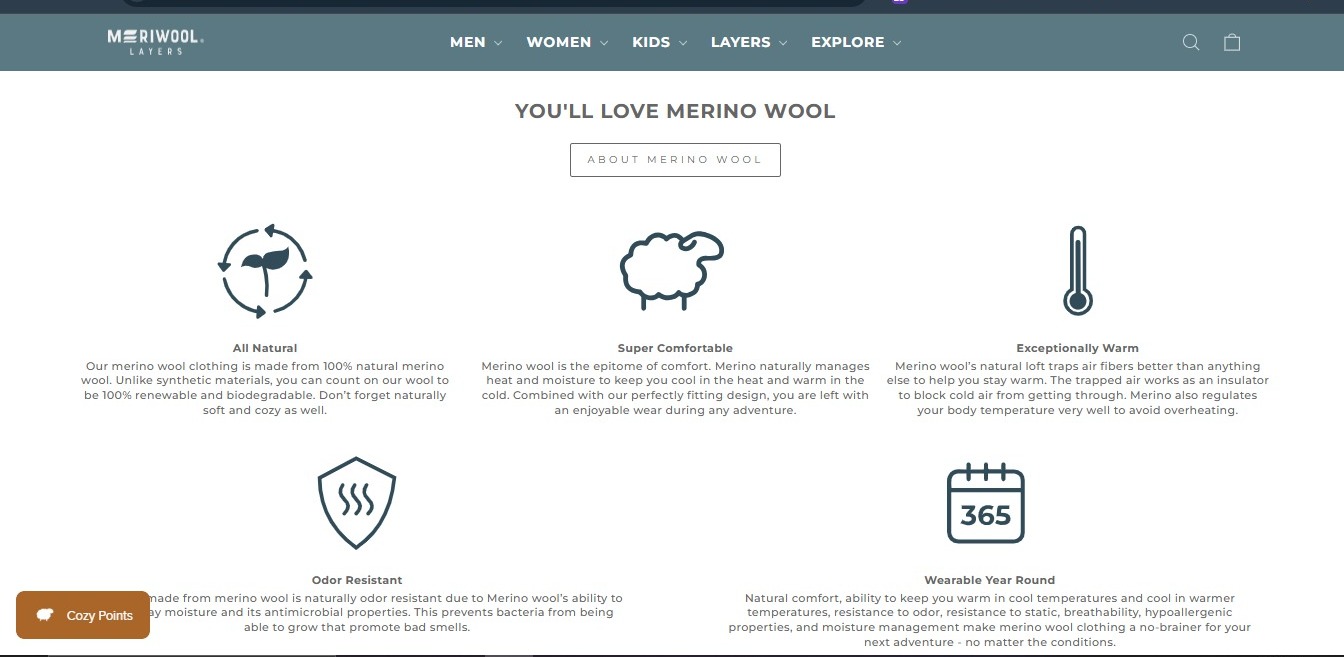 MERIWOOL®
LAYERS
MEN
WOMEN
KIDS
LAYERS
EXPLORE
YOU'LL LOVE MERINO WOOL
ABOUT MERINO WOOL
All Natural
Our merino wool clothing is made from 100% natural merino
wool. Unlike synthetic materials, you can count on our wool to
be 100% renewable and biodegradable. Don’t forget naturally
soft and cozy as well.
Super Comfortable
Merino wool is the epitome of comfort. Merino naturally manages
heat and moisture to keep you cool in the heat and warm in the
cold. Combined with our perfectly fitting design, you are left with
an enjoyable wear during any adventure.
Exceptionally Warm
Merino wool’s natural loft traps air fibers better than anything
else to help you stay warm. The trapped air works as an insulator
to block cold air from getting through. Merino also regulates
your body temperature very well to avoid overheating.
Odor Resistant
made from merino wool is naturally odor resistant due to Merino wool’s ability to
moisture and its antimicrobial properties. This prevents bacteria from being
able to grow that promote bad smells.
365
Wearable Year Round
Natural comfort, ability to keep you warm in cool temperatures and cool in warmer
temperatures, resistance to odor, resistance to static, breathability, hypoallergenic
properties, and moisture management make merino wool clothing a no-brainer for your
next adventure - no matter the conditions.
Cozy Points